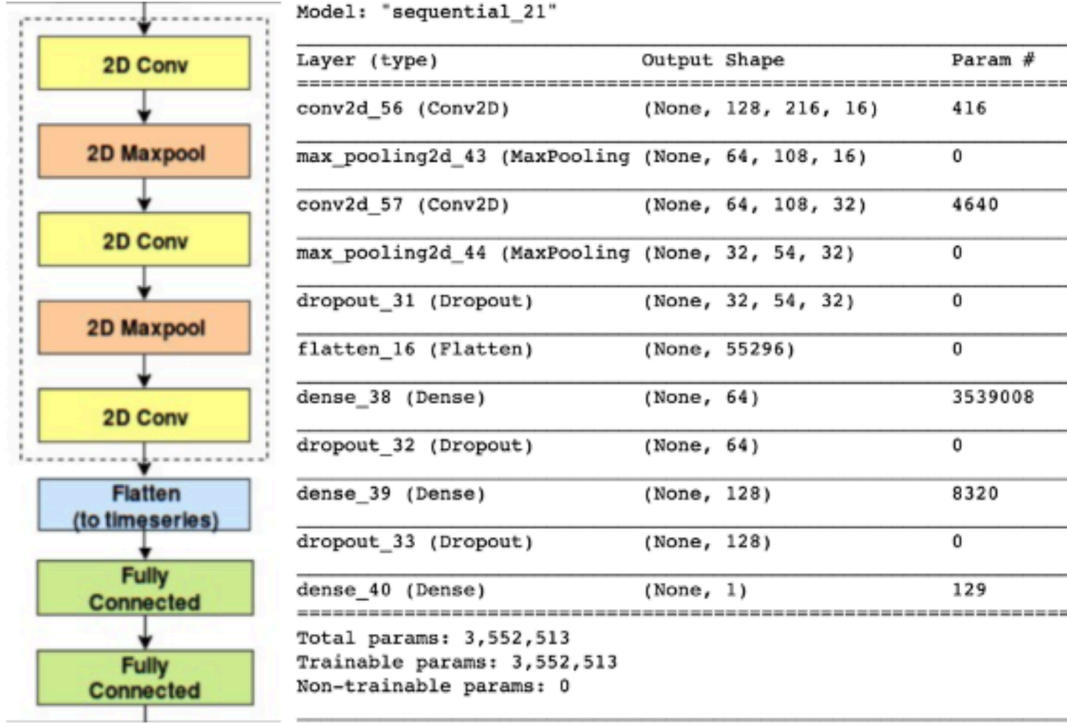 2D Conv
2D Maxpool
2D Conv
2D Maxpool
2D Conv
Flatten
(to timeseries)
Fully
Connected
Fully
Connected
Model: "sequential_21"
Layer (type) Output Shape Param #
conv2d_56 (Conv2D) (None, 128, 216, 16) 416
max_pooling2d_43 (MaxPooling (None, 64, 108, 16) 0
conv2d_57 (Conv2D) (None, 64, 108, 32) 4640
max_pooling2d_44 (MaxPooling (None, 32, 54, 32) 0
dropout_31 (Dropout) (None, 32, 54, 32) 0
flatten_16 (Flatten) (None, 55296) 0
dense_38 (Dense) (None, 64) 3539008
dropout_32 (Dropout) (None, 64) 0
dense_39 (Dense) (None, 128) 8320
dropout_33 (Dropout) (None, 128) 0
dense_40 (Dense) (None, 1) 129
Total params: 3,552,513
Trainable params: 3,552,513
Non-trainable params: 0